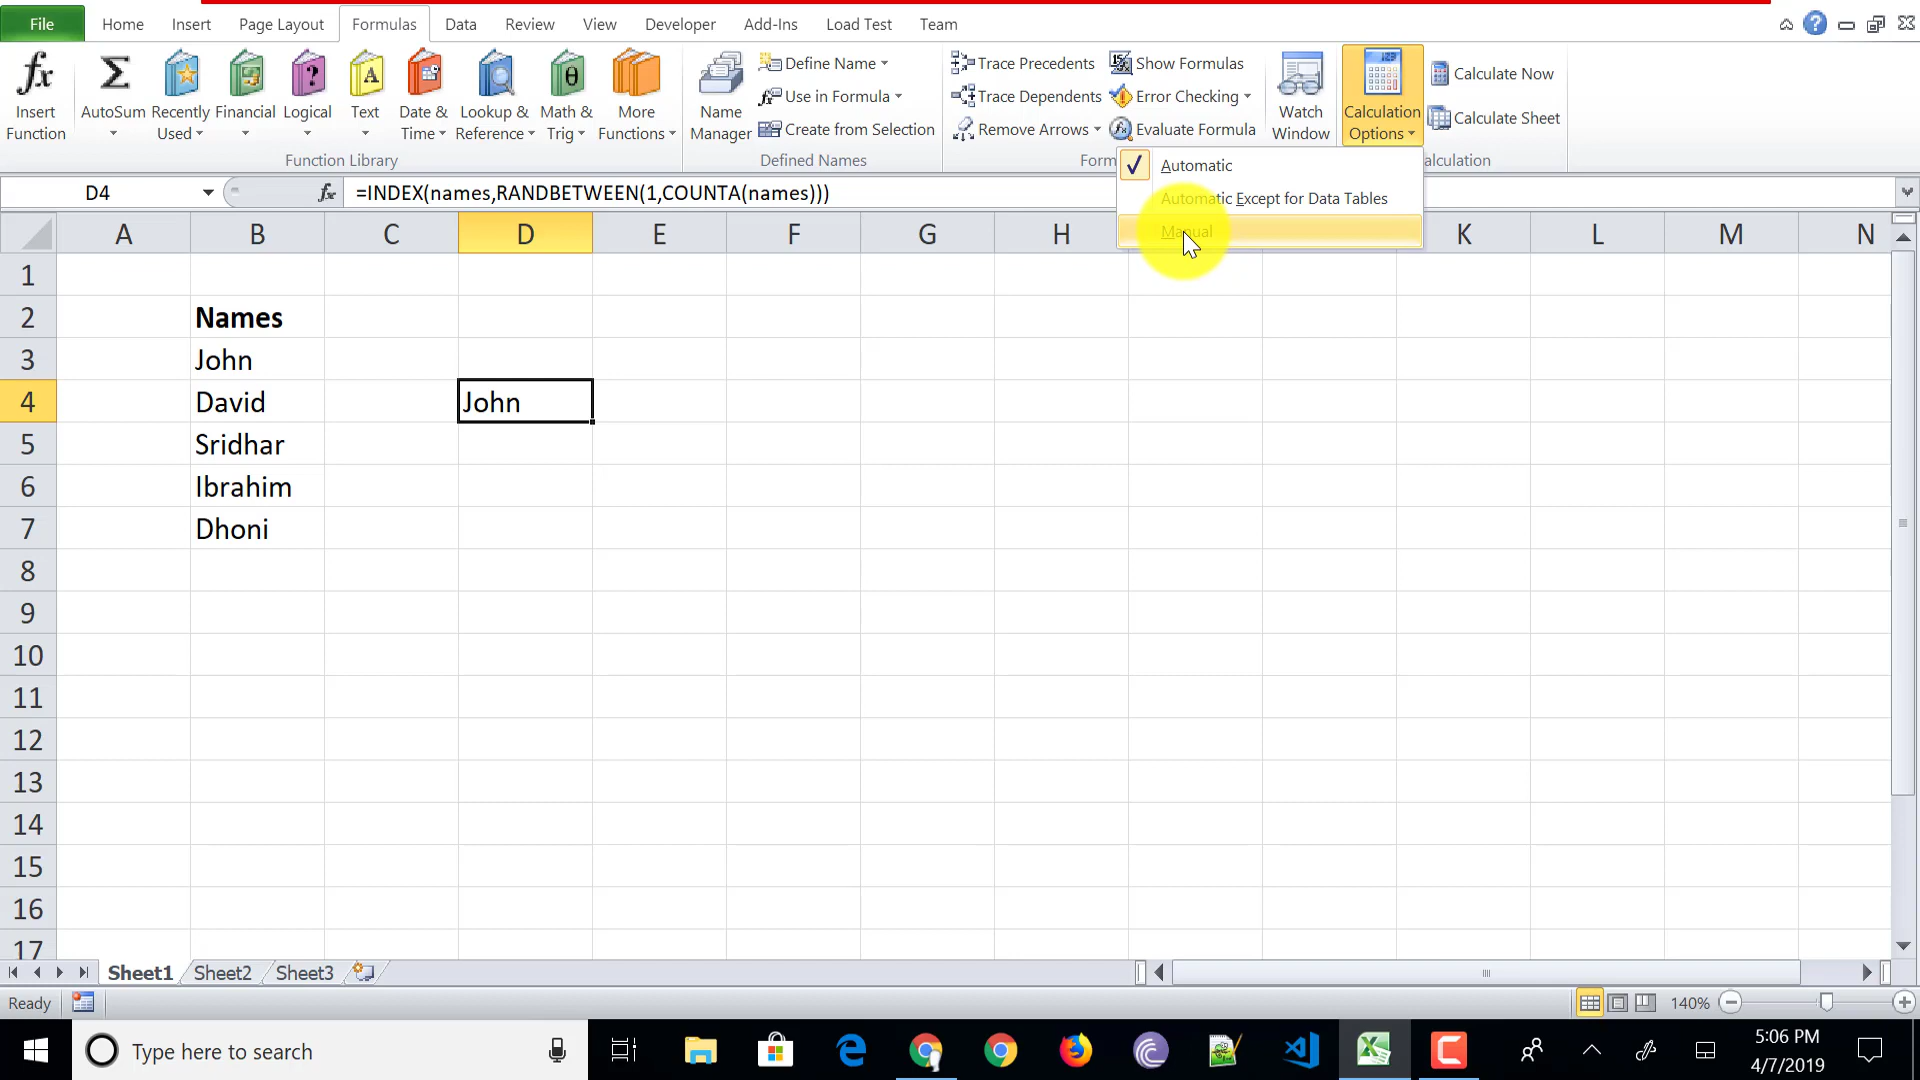 File Home Insert Page Layout Formulas Data Review View Developer Add-Ins Load Test Team
Insert Function
AutoSum
Recently Used
Financial
Logical
Text
Date & Time
Lookup & Reference
Math & Trig
More Functions
Function Library
Name Manager
Define Name
Use in Formula
Create from Selection
Defined Names
Trace Precedents
Trace Dependents
Remove Arrows
Show Formulas
Error Checking
Evaluate Formula
Form
Watch Window
Calculation Options
Calculate Now
Calculate Sheet
alculation
Automatic
Automatic Except for Data Tables
Manual
D4 fx =INDEX(names,RANDBETWEEN(1,COUNTA(names)))
A B C D E F G H K L M N
1
2 Names
3 John
4 David John
5 Sridhar
6 Ibrahim
7 Dhoni
8
9
10
11
12
13
14
15
16
17
Sheet1 Sheet2 Sheet3
Ready 140%
Type here to search
5:06 PM
4/7/2019